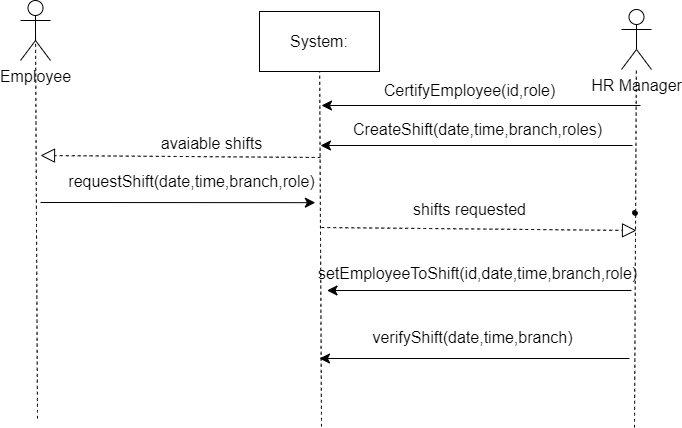 System:
Employee
HR Manager
CertifyEmployee(id,role)
CreateShift(date,time,branch,roles)
avaiable shifts
requestShift(date,time,branch,role)
shifts requested
setEmployeeToShift(id,date,time,branch,role)
verifyShift(date,time,branch)